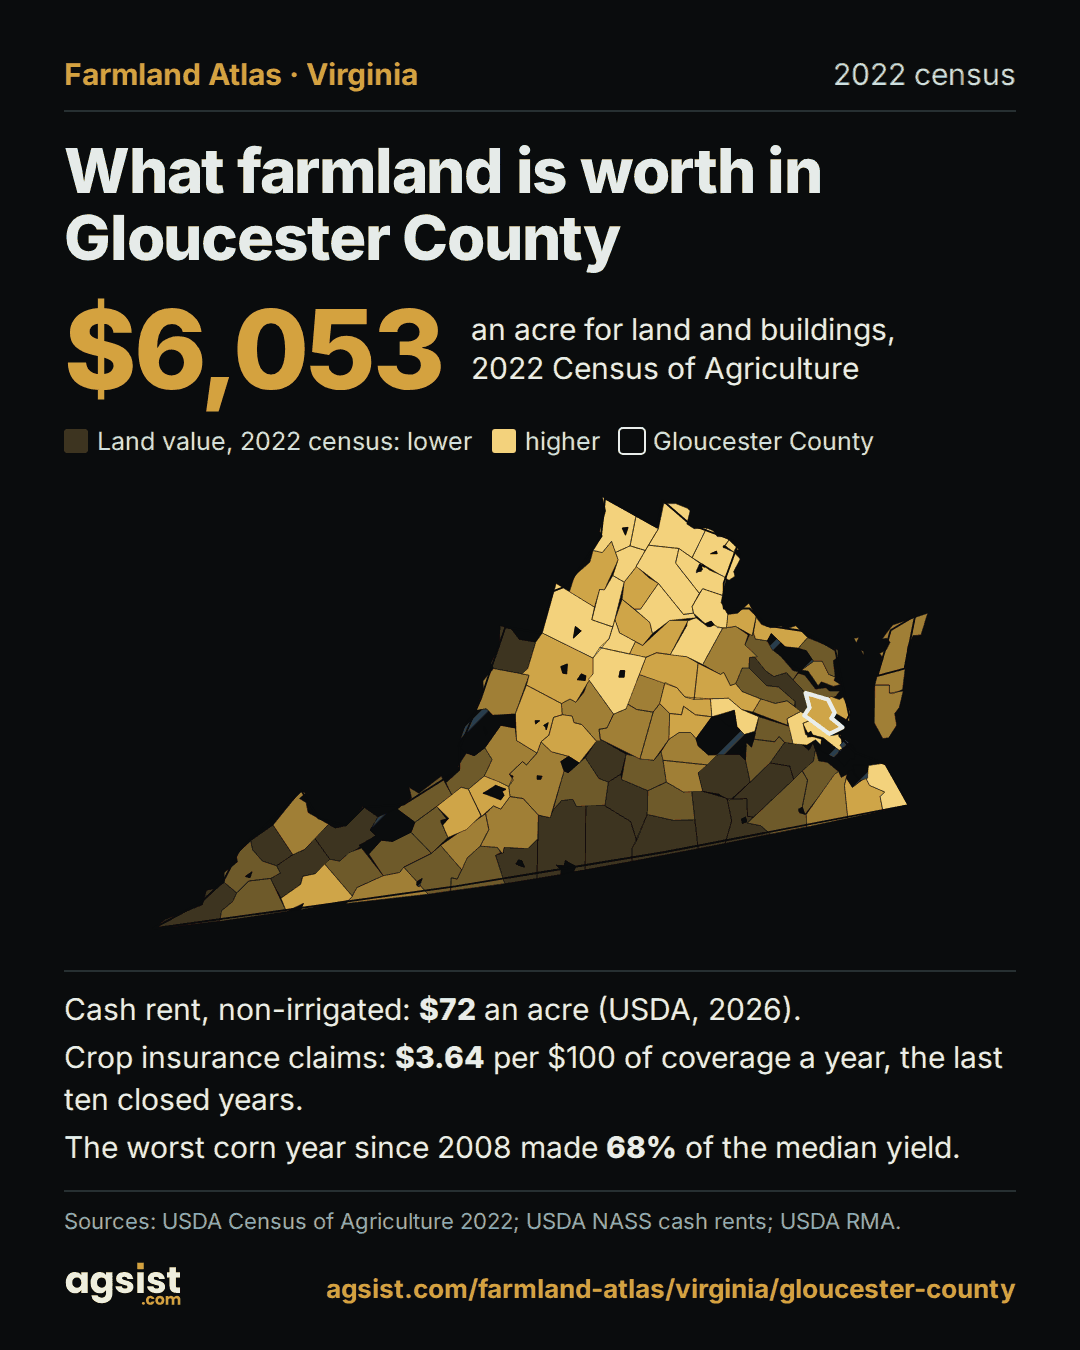 Farmland Atlas · Virginia
2022 census
What farmland is worth in
Gloucester County
$6,053
an acre for land and buildings,
2022 Census of Agriculture
Land value, 2022 census: lower
higher
Gloucester County
Cash rent, non-irrigated: $72 an acre (USDA, 2026).
Crop insurance claims: $3.64 per $100 of coverage a year, the last
ten closed years.
The worst corn year since 2008 made 68% of the median yield.
Sources: USDA Census of Agriculture 2022; USDA NASS cash rents; USDA RMA.
agsist
.com
agsist.com/farmland-atlas/virginia/gloucester-county